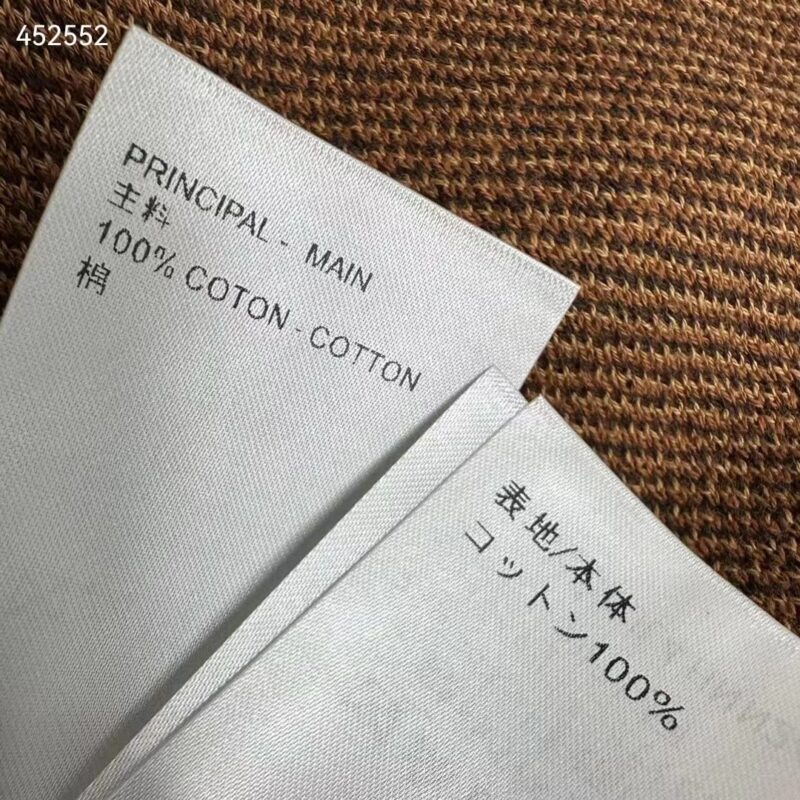 452552
PRINCIPAL - MAIN
主料
100% COTON - COTTON
棉
表地/本体
コットン100%